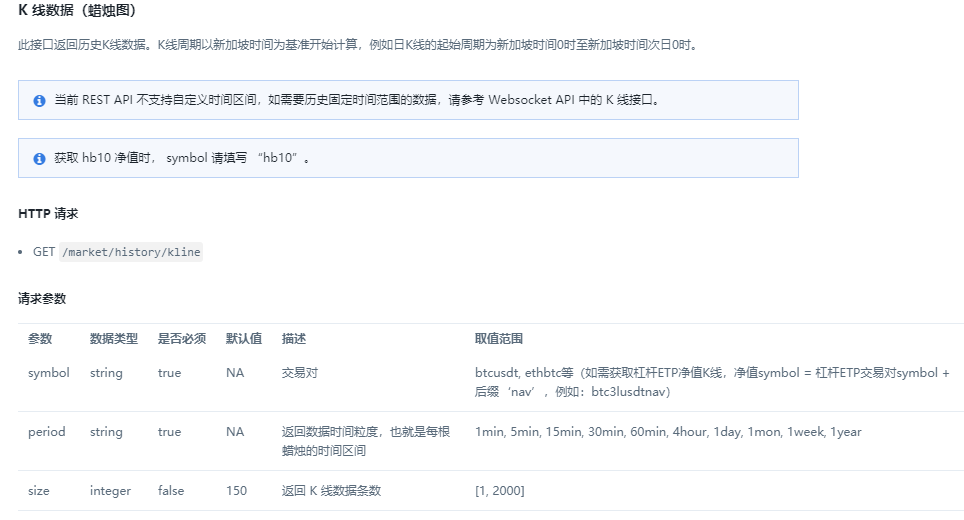 K 线数据（蜡烛图）
此接口返回历史K线数据。K线周期以新加坡时间为基准开始计算，例如日K线的起始周期为新加坡时间0时至新加坡时间次日0时。
当前 REST API 不支持自定义时间区间，如需要历史固定时间范围的数据，请参考 Websocket API 中的 K 线接口。
获取 hb10 净值时， symbol 请填写 “hb10” 。
HTTP 请求
GET /market/history/kline
请求参数
参数 数据类型 是否必须 默认值 描述 取值范围
symbol string true NA 交易对 btcusdt, ethbtc等（如需获取杠杆ETP净值K线，净值symbol = 杠杆ETP交易对symbol +
后缀‘nav’，例如：btc3lusdtnav）
period string true NA 返回数据时间粒度，也就是每根 1min, 5min, 15min, 30min, 60min, 4hour, 1day, 1mon, 1week, 1year
蜡烛的时间区间
size integer false 150 返回 K 线数据条数 [1, 2000]